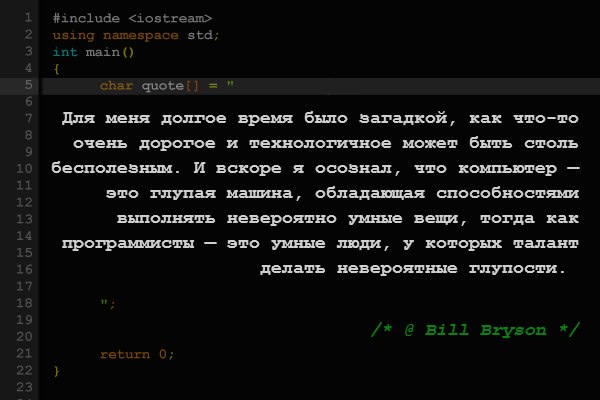 1 #include <iostream>
2 using namespace std;
3 int main()
4 {
5 char quote[] = "
6
7 Для меня долгое время было загадкой, как что-то
8 очень дорогое и технологичное может быть столь
9
10 бесполезным. И вскоре я осознал, что компьютер —
11 это глупая машина, обладающая способностями
12
13 выполнять невероятно умные вещи, тогда как
14 программисты — это умные люди, у которых талант
15
16 делать невероятные глупости.
17
18 ";
19
20 /* @ Bill Bryson */
21 return 0;
22 }
23